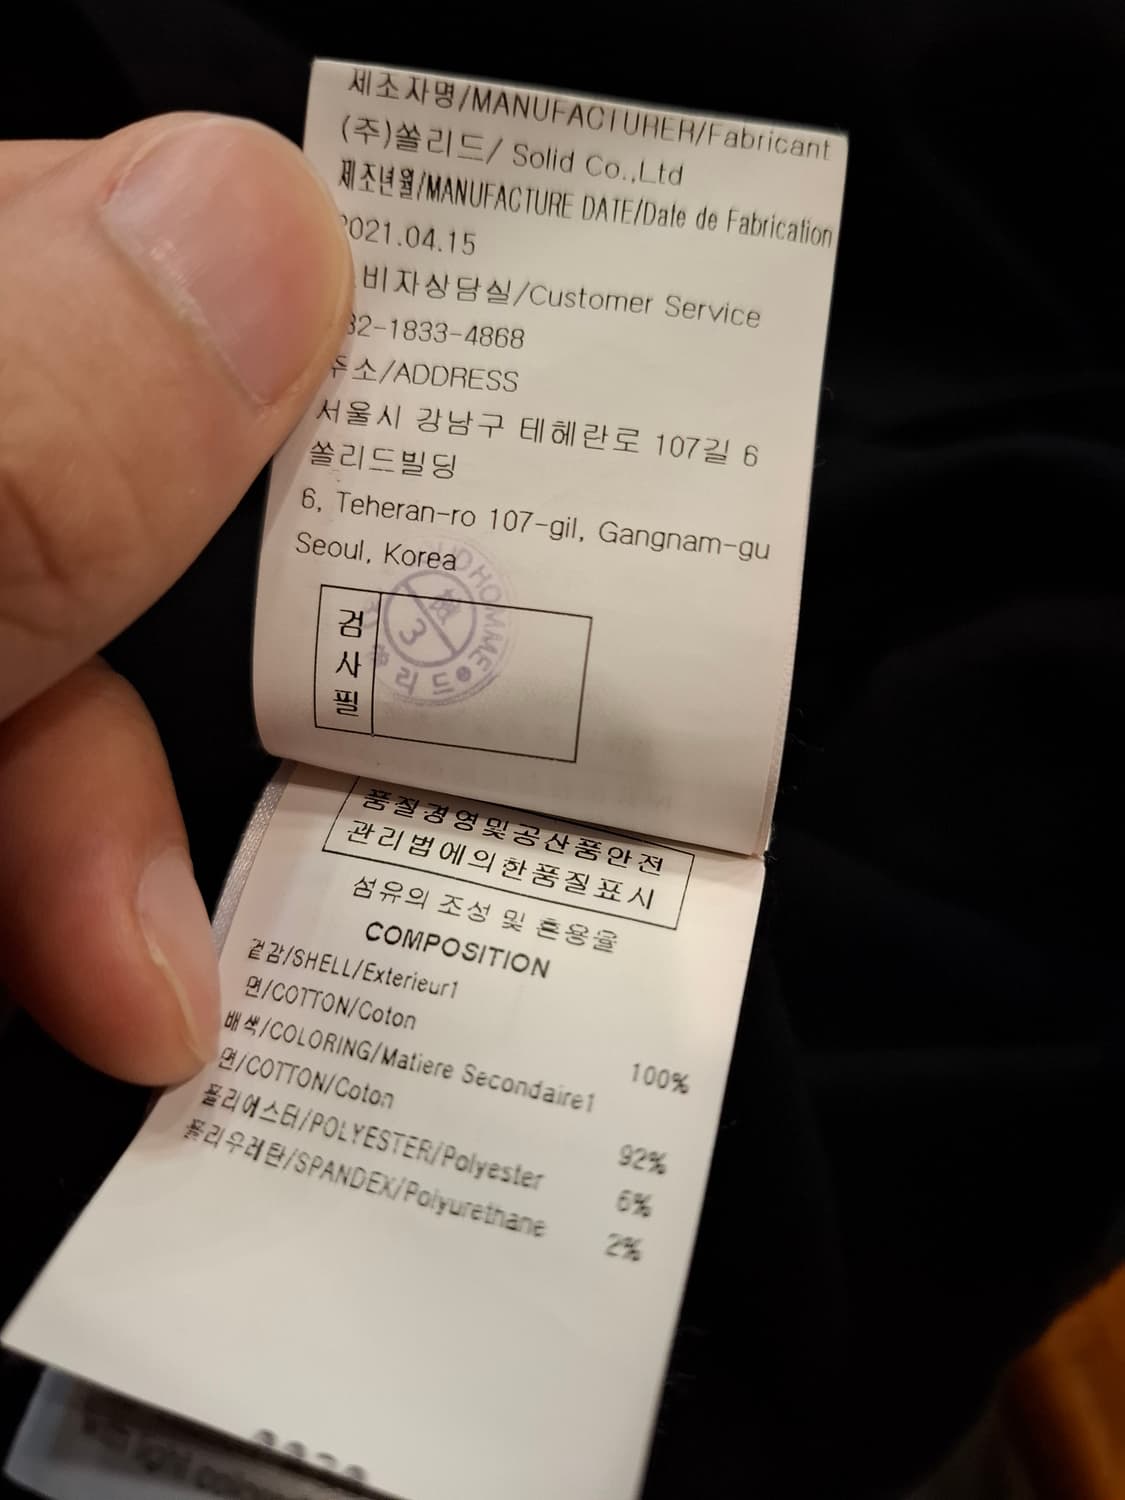 제조자명/MANUFACTURER/Fabricant
(주)쏠리드/ Solid Co.,Ltd
제조년월/MANUFACTURE DATE/Date de Fabrication
2021.04.15
비자상담실/Customer Service
82-1833-4868
주소/ADDRESS
서울시 강남구 테헤란로 107길 6
쏠리드빌딩
6, Teheran-ro 107-gil, Gangnam-gu
Seoul, Korea
검사필
3
쏠리드
품질경영및공산품안전
관리법에의한품질표시
섬유의 조성 및 혼용율
COMPOSITION
겉감/SHELL/Exterieur1
면/COTTON/Coton 100%
배색/COLORING/Matiere Secondaire1
면/COTTON/Coton 92%
폴리에스터/POLYESTER/Polyester 6%
폴리우레탄/SPANDEX/Polyurethane 2%